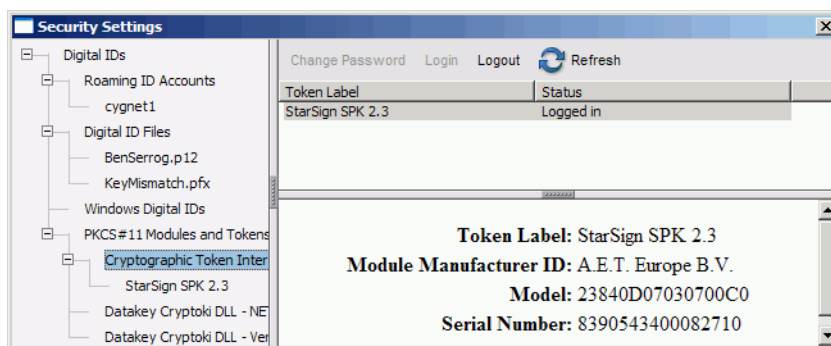 Security Settings
Digital IDs
Roaming ID Accounts
cygnet1
Digital ID Files
BenSerrog.p12
KeyMismatch.pfx
Windows Digital IDs
PKCS#11 Modules and Tokens
Cryptographic Token Inter
StarSign SPK 2.3
Datakey Cryptoki DLL - NE
Datakey Cryptoki DLL - Ver
Change Password Login Logout Refresh
Token Label Status
StarSign SPK 2.3 Logged in
Token Label: StarSign SPK 2.3
Module Manufacturer ID: A.E.T. Europe B.V.
Model: 23840D07030700C0
Serial Number: 8390543400082710